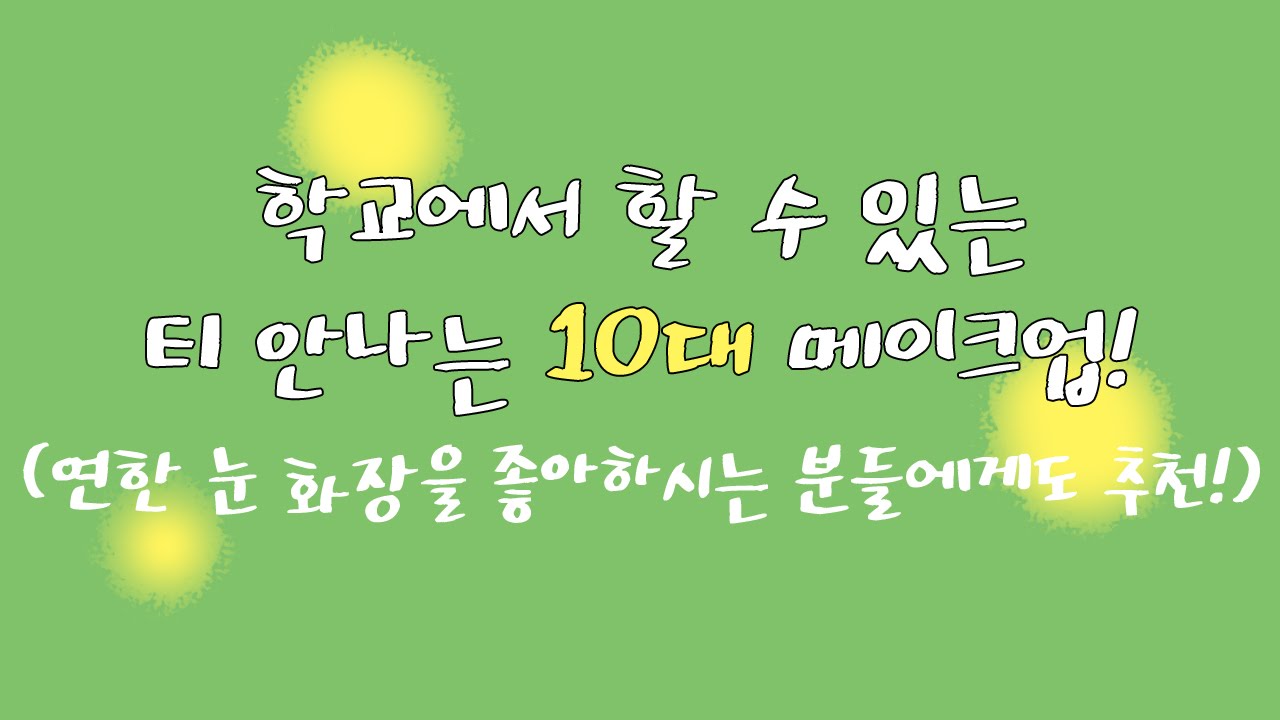 학교에서 할 수 있는
티 안나는 10대 메이크업!
(연한 눈 화장을 좋아하시는 분들에게도 추천!)